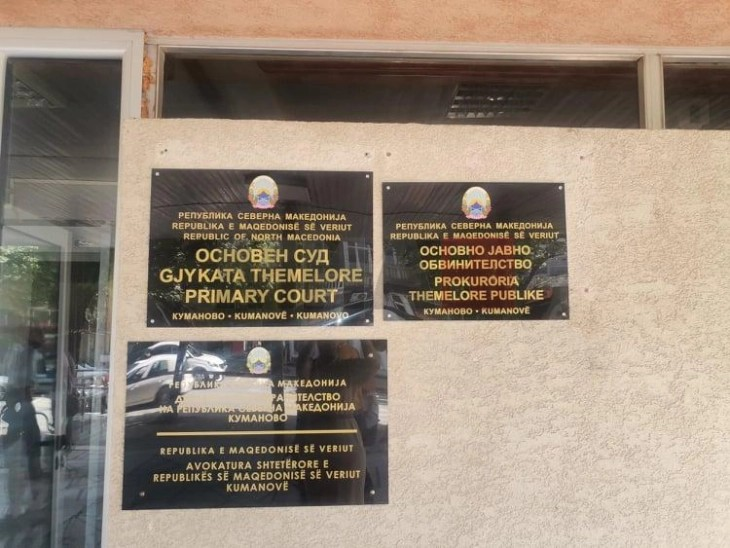 РЕПУБЛИКА СЕВЕРНА МАКЕДОНИЈА
REPUBLIKA E MAQEDONISË SË VERIUT
REPUBLIC OF NORTH MACEDONIA
ОСНОВЕН СУД
GJYKATA THEMELORE
PRIMARY COURT
КУМАНОВО • KUMANOVË • KUMANOVO
РЕПУБЛИКА СЕВЕРНА МАКЕДОНИЈА
REPUBLIKA E MAQEDONISË SË VERIUT
ОСНОВНО ЈАВНО
ОБВИНИТЕЛСТВО
PROKURÓRIA
THEMELORE PUBLIKE
КУМАНОВО • KUMANOVË
РЕПУБЛИКА МАКЕДОНИЈА
НА РЕПУБЛИКА СЕВЕРНА МАКЕДОНИЈА
КУМАНОВО
REPUBLIKA E MAQEDONISË SË VERIUT
AVOKATURA SHTETËRORE E
REPUBLIKËS SË MAQEDONISË SË VERIUT
KUMANOVË